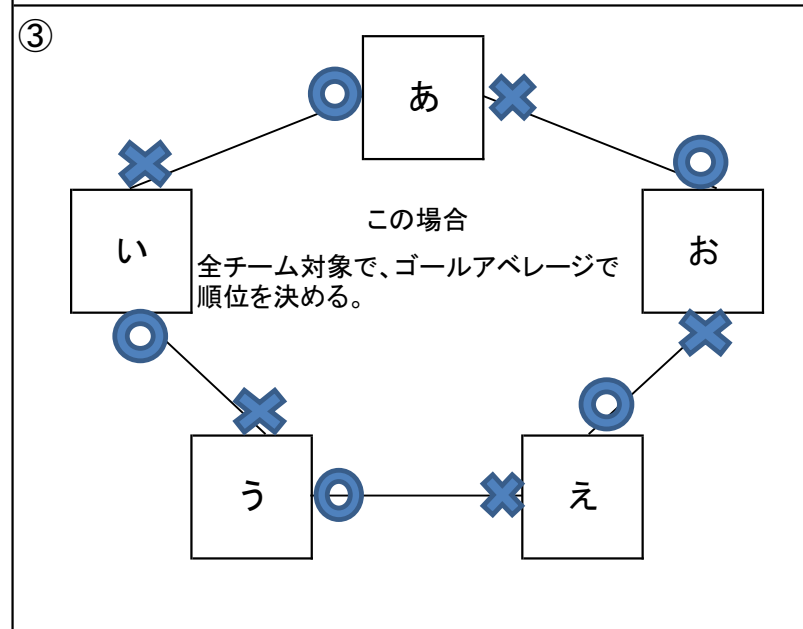 ③
あ
い
お
この場合
全チーム対象で、ゴールアベレージで
順位を決める。
う
え